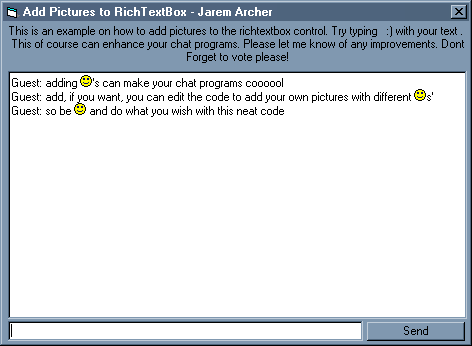 Add Pictures to RichTextBox - Jarem Archer
This is an example on how to add pictures to the richtextbox control. Try typing :) with your text .
This of course can enhance your chat programs. Please let me know of any improvements. Dont
Forget to vote please!
Guest: adding 's can make your chat programs coooool
Guest: add, if you want, you can edit the code to add your own pictures with different s'
Guest: so be and do what you wish with this neat code
Send